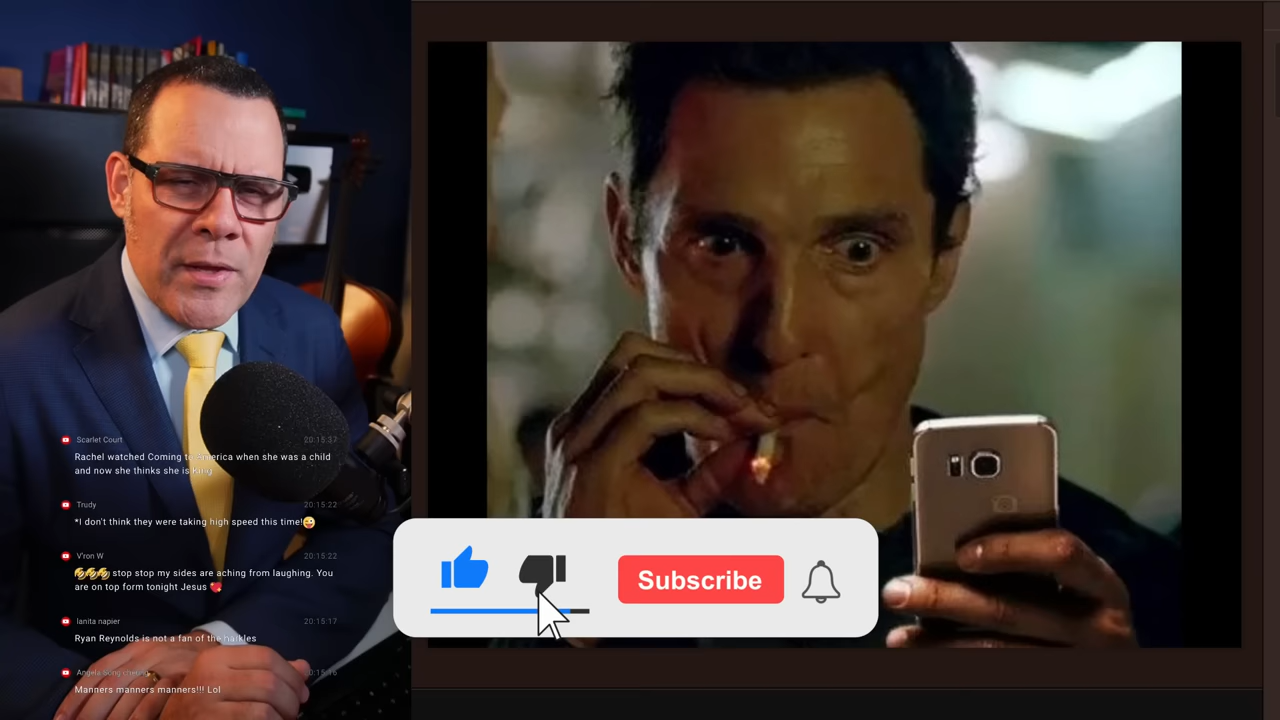 Scarlet Court 20:15:37
Rachel watched Coming to America when she was a child
and now she thinks she is King
Trudy 20:15:22
*I don't think they were taking high speed this time!😜
V'ron W 20:15:22
🤣🤣🤣 stop stop my sides are aching from laughing. You
are on top form tonight Jesus 💖
lanita napier 20:15:17
Ryan Reynolds is not a fan of the harkles
Angela
Manners manners manners!!! Lol
Subscribe